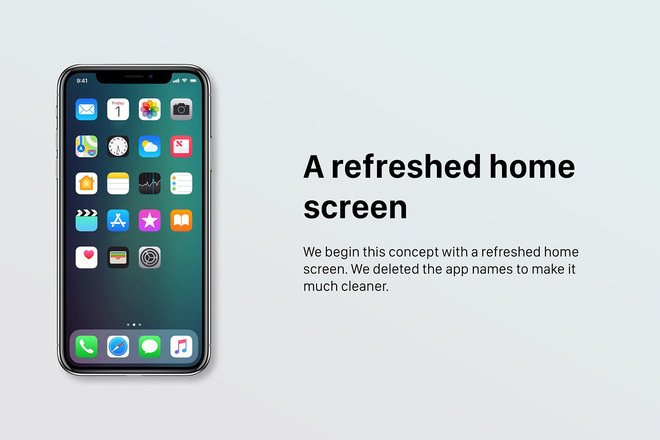 9:41
Friday
1
A refreshed home
screen
We begin this concept with a refreshed home
screen. We deleted the app names to make it
much cleaner.